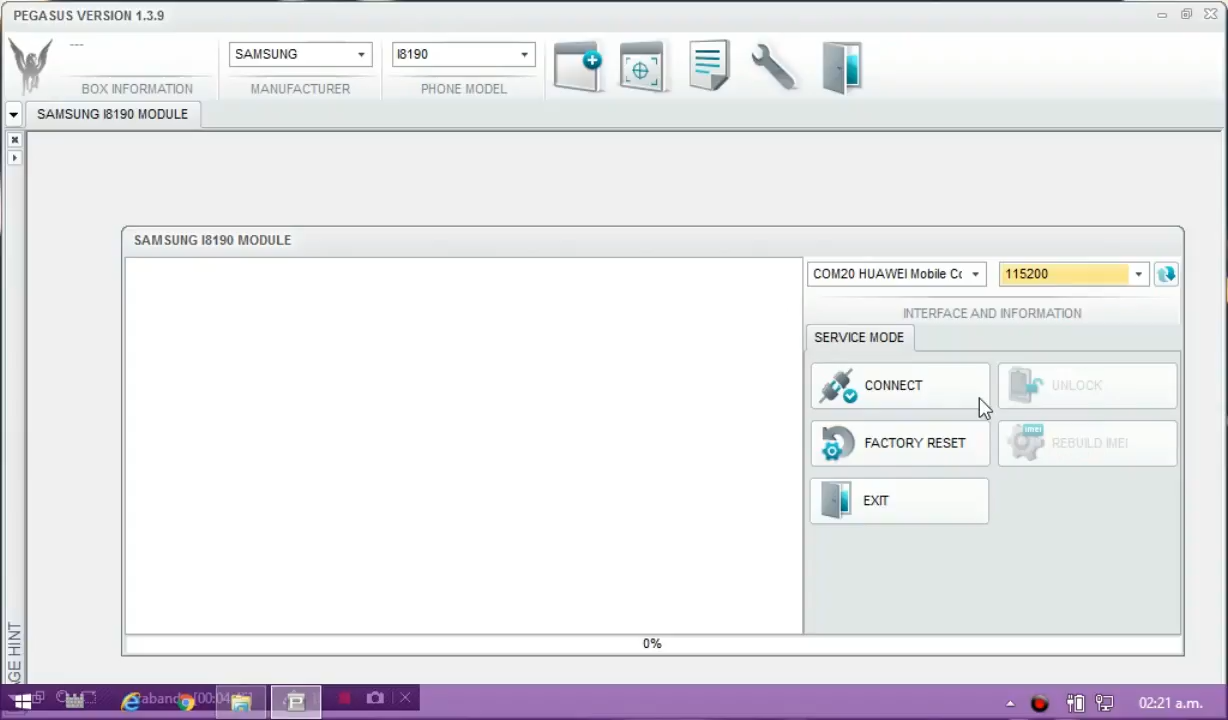 PEGASUS VERSION 1.3.9
---
SAMSUNG
I8190
BOX INFORMATION
MANUFACTURER
PHONE MODEL
SAMSUNG I8190 MODULE
SAMSUNG I8190 MODULE
COM20 HUAWEI Mobile Co
115200
INTERFACE AND INFORMATION
SERVICE MODE
CONNECT
UNLOCK
FACTORY RESET
imei
REBUILD IMEI
EXIT
0%
GE HINT
02:21 a.m.